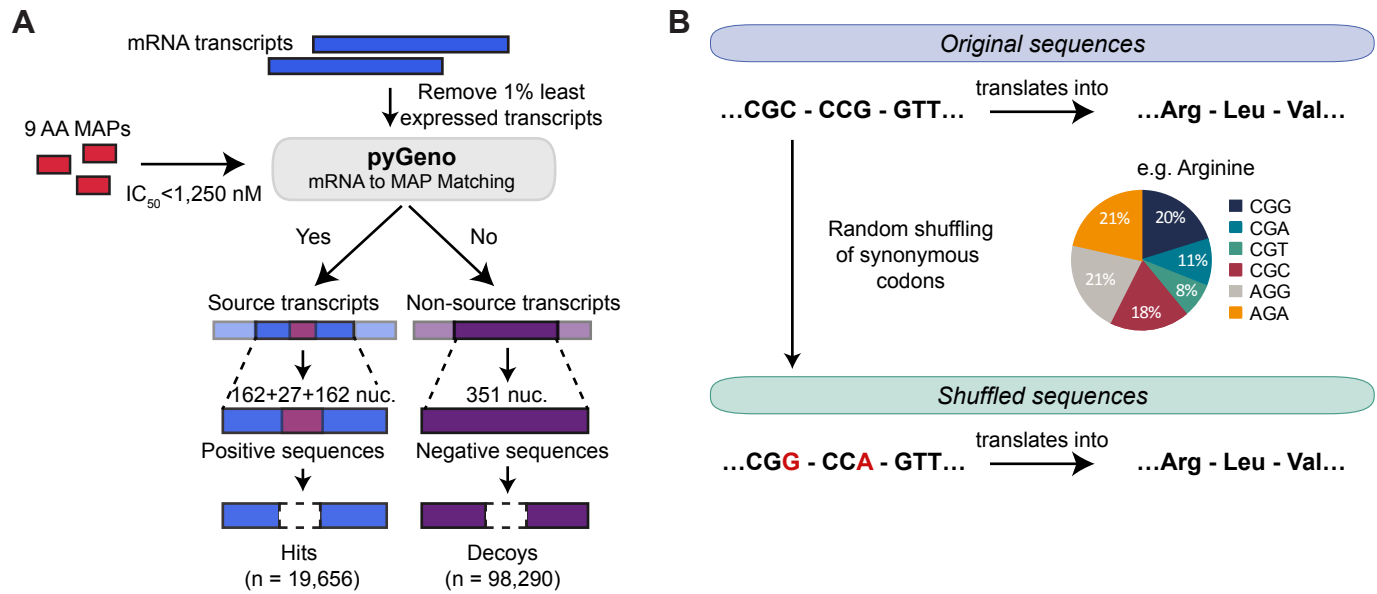 A
mRNA transcripts
Remove 1% least
expressed transcripts
9 AA MAPs
IC50<1,250 nM
pyGeno
mRNA to MAP Matching
Yes
No
Source transcripts
Non-source transcripts
162+27+162 nuc.
351 nuc.
Positive sequences
Negative sequences
Hits
(n = 19,656)
Decoys
(n = 98,290)
B
Original sequences
...CGC - CCG - GTT...
translates into
...Arg - Leu - Val...
Random shuffling
of synonymous
codons
e.g. Arginine
20%
11%
8%
18%
21%
21%
CGG
CGA
CGT
CGC
AGG
AGA
Shuffled sequences
...CGG - CCA - GTT...
translates into
...Arg - Leu - Val...